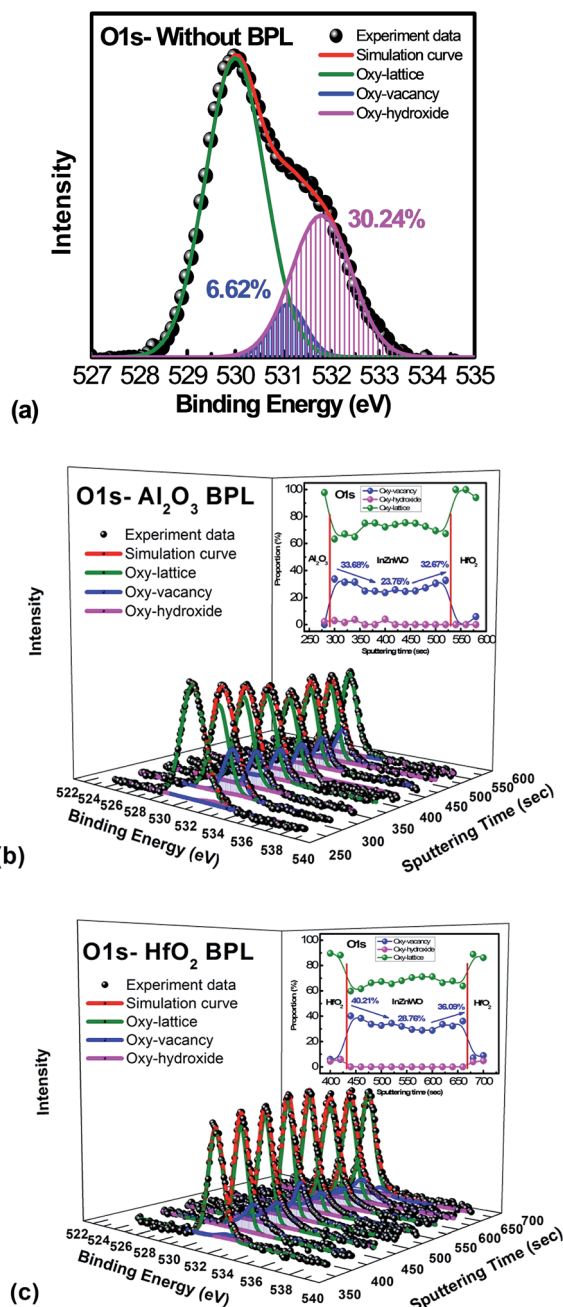 O1s- Without BPL
Experiment data
Simulation curve
Oxy-lattice
Oxy-vacancy
Oxy-hydroxide
30.24%
6.62%
Intensity
527 528 529 530 531 532 533 534 535
Binding Energy (eV)
(a)
O1s- Al₂O₃ BPL
Experiment data
Simulation curve
Oxy-lattice
Oxy-vacancy
Oxy-hydroxide
O1s
Oxy-vacancy
Oxy-hydroxide
Oxy-lattice
100
80
60
40
20
0
Proportion (%)
Al₂O₃
InZnWO
HfO₂
33.68%
23.75%
32.67%
250 300 350 400 450 500 550 600
Sputtering time (sec)
Intensity
522 524 526 528 530 532 534 536 538 540
Binding Energy (eV)
250 300 350 400 450 500 550 600
Sputtering Time (sec)
(b)
O1s- HfO₂ BPL
Experiment data
Simulation curve
Oxy-lattice
Oxy-vacancy
Oxy-hydroxide
O1s
Oxy-vacancy
Oxy-hydroxide
Oxy-lattice
100
80
60
40
20
0
Proportion (%)
HfO₂
InZnWO
HfO₂
40.21%
28.76%
36.09%
400 450 500 550 600 650 700
Sputtering time (sec)
Intensity
522 524 526 528 530 532 534 536 538 540
Binding Energy (eV)
350 400 450 500 550 600 650 700
Sputtering Time (sec)
(c)